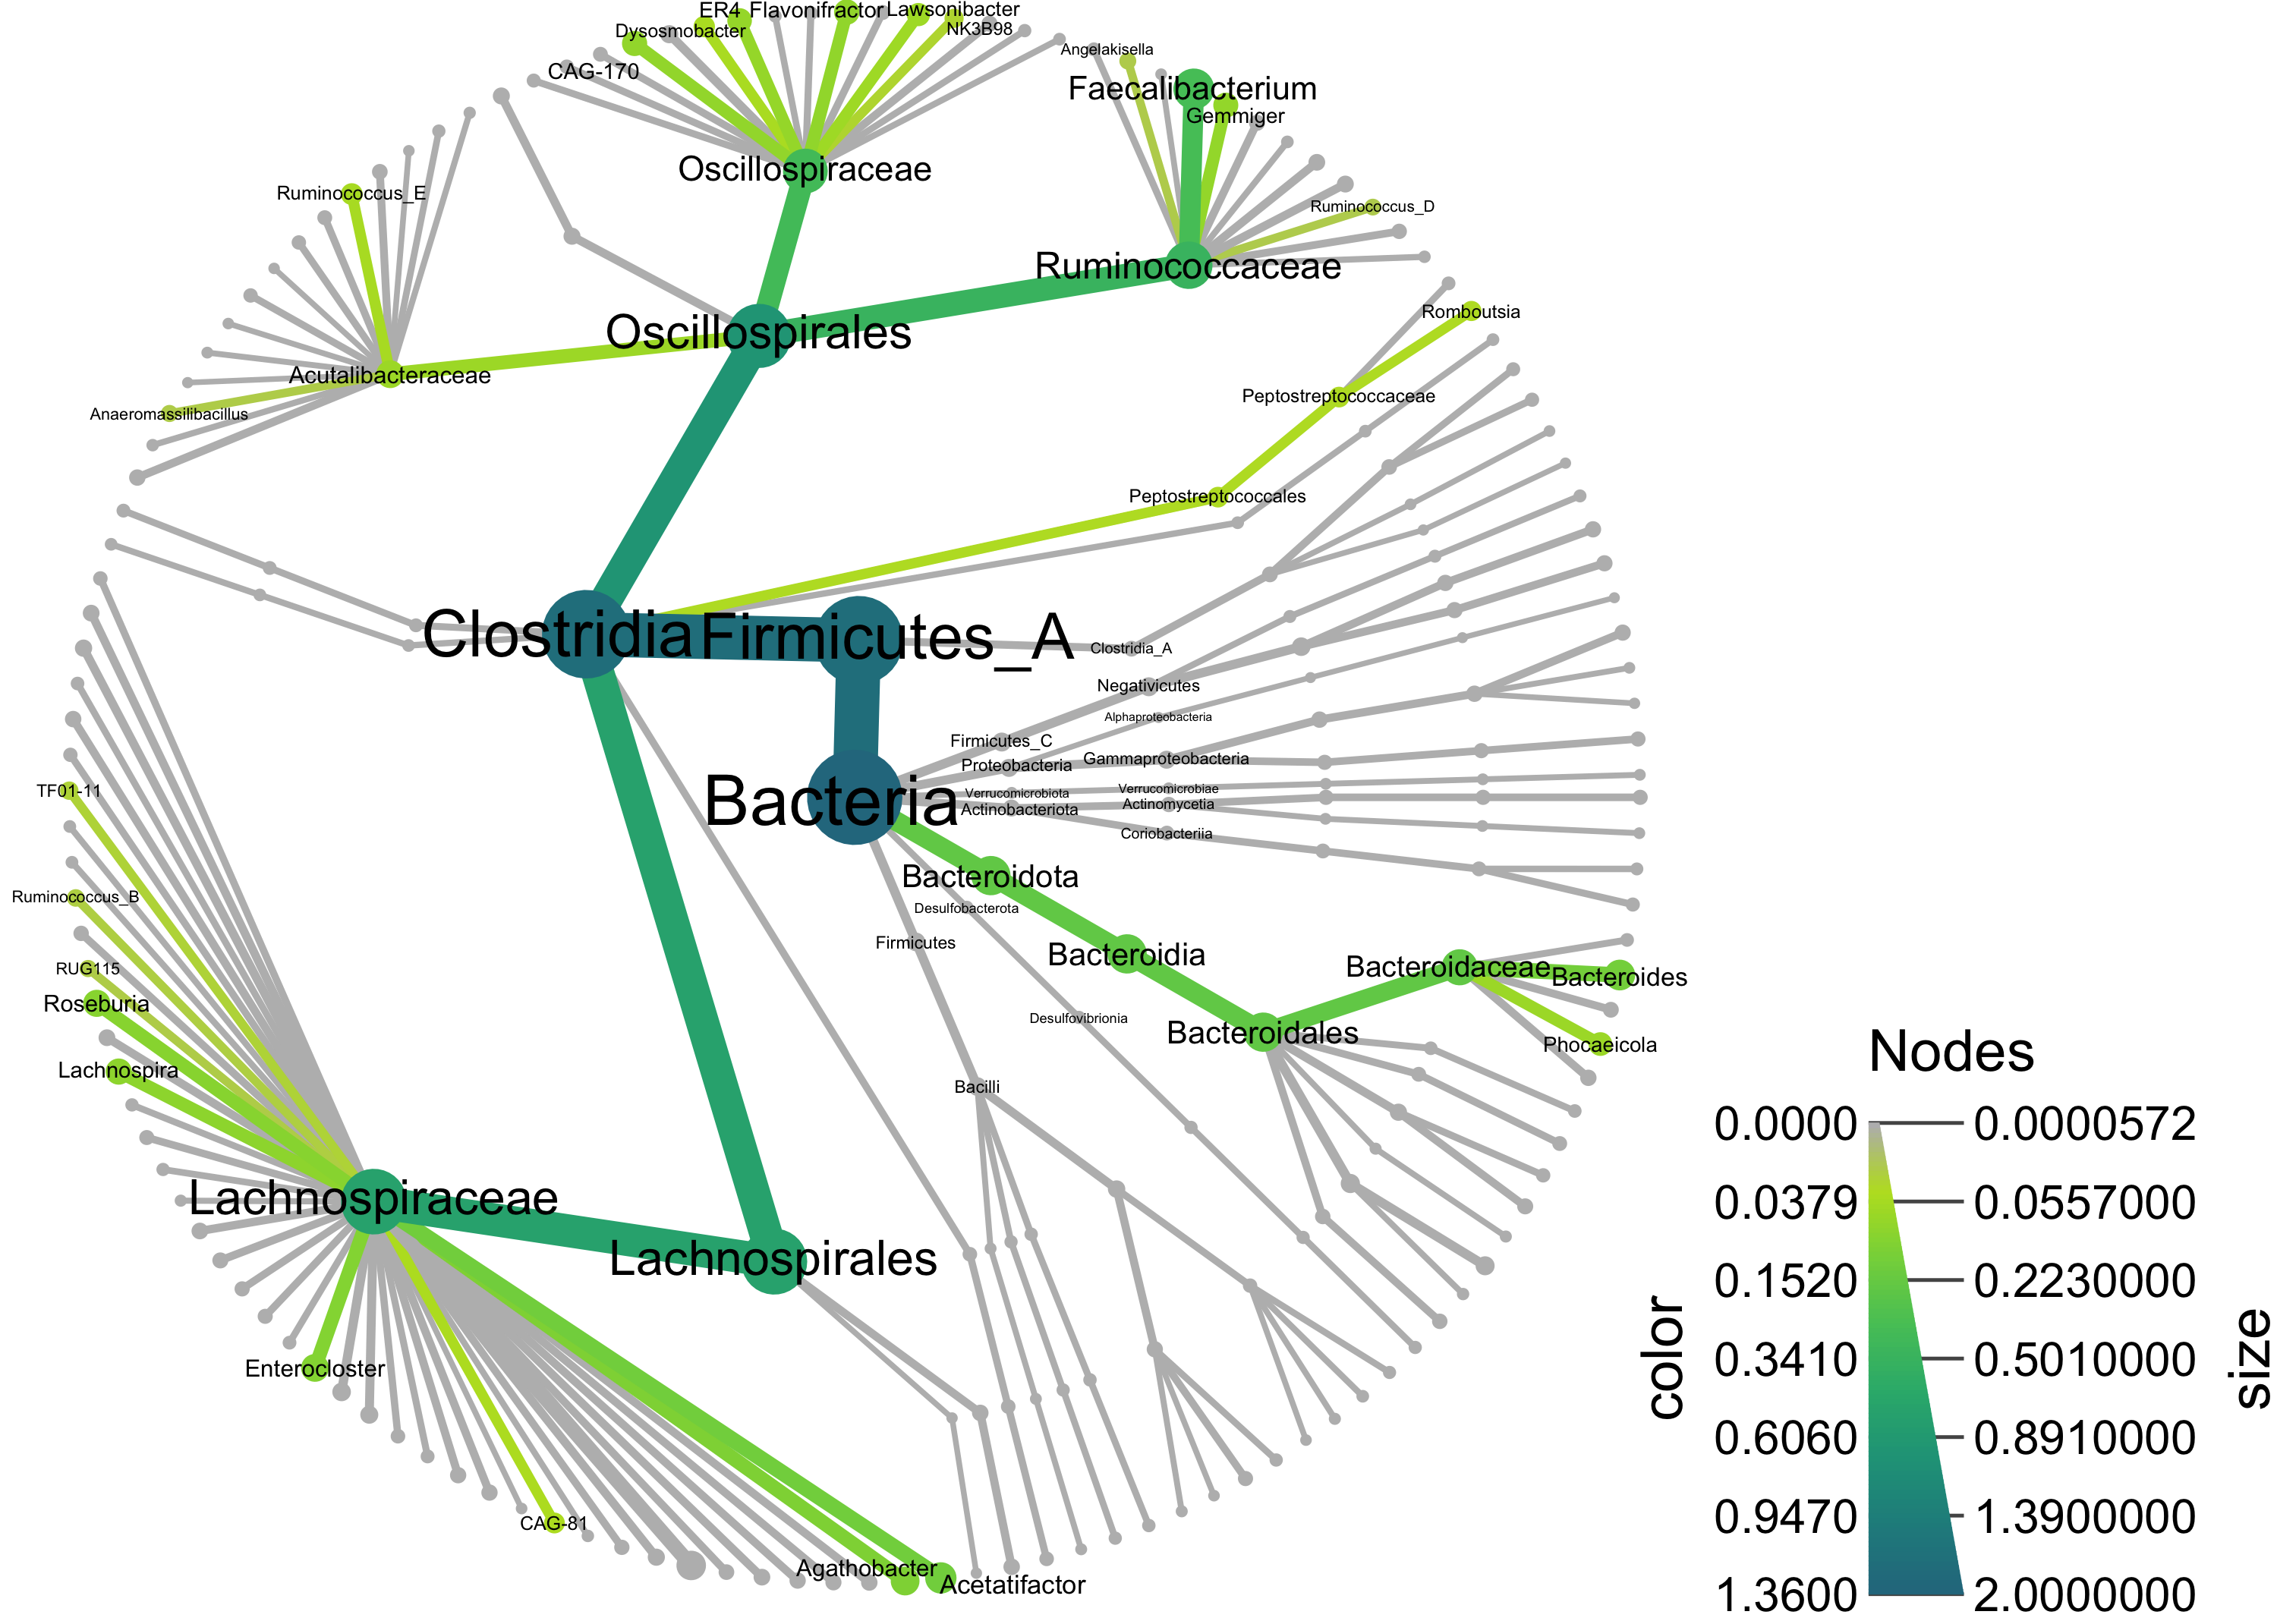 ER4
Flavonifractor
Lawsonibacter
Dysosmobacter
NK3B98
CAG-170
Angelakisella
Faecalibacterium
Gemmiger
Oscillospiraceae
Ruminococcus_E
Ruminococcus_D
Ruminococcaceae
Romboutsia
Oscillospirales
Acutalibacteraceae
Peptostreptococcaceae
Anaeromassilibacillus
Peptostreptococcales
Clostridia
Firmicutes_A
Clostridia_A
Negativicutes
Alphaproteobacteria
Firmicutes_C
Gammaproteobacteria
Proteobacteria
TF01-11
Verrucomicrobiae
Verrucomicrobiota
Bacteria
Actinomycetia
Actinobacteriota
Coriobacteriia
Bacteroidota
Ruminococcus_B
Desulfobacterota
Firmicutes
Bacteroidia
RUG115
Bacteroidaceae
Bacteroides
Roseburia
Desulfovibrionia
Bacteroidales
Phocaeicola
Lachnospira
Bacilli
Lachnospiraceae
Lachnospirales
Enterocloster
CAG-81
Agathobacter
Acetatifactor
Nodes
0.0000 0.0000572
0.0379 0.0557000
0.1520 0.2230000
0.3410 0.5010000
0.6060 0.8910000
0.9470 1.3900000
1.3600 2.0000000
color
size